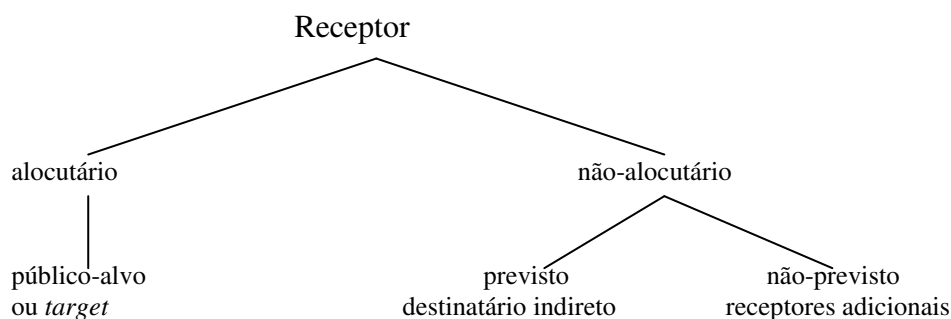 Receptor
alocutário
não-alocutário
público-alvo
ou target
previsto
destinatário indireto
não-previsto
receptores adicionais